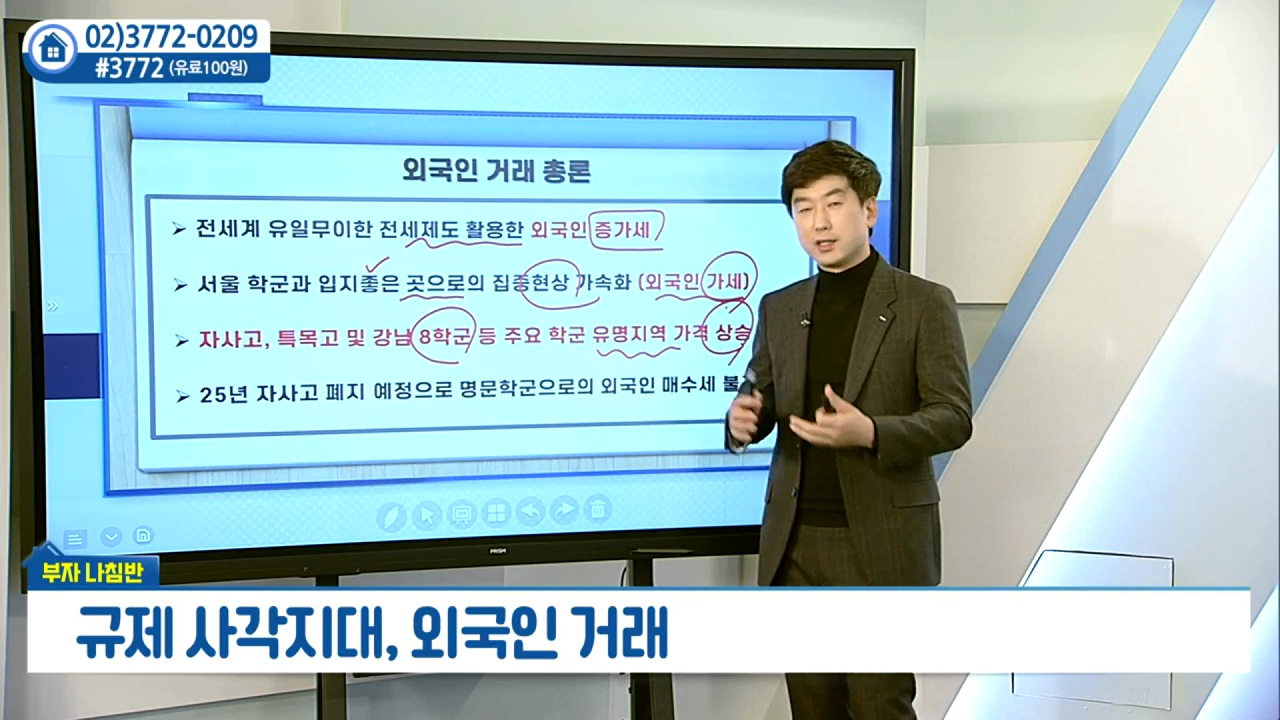 02)3772-0209
#3772 (유료100원)
외국인 거래 총론
➢ 전세계 유일무이한 전세제도 활용한 외국인 증가세
➢ 서울 학군과 입지좋은 곳으로의 집중현상 가속화 (외국인 가세)
➢ 자사고, 특목고 및 강남 8학군 등 주요 학군 유명지역 가격 상승
➢ 25년 자사고 폐지 예정으로 명문학군으로의 외국인 매수세
PRISM
부자 나침반
규제 사각지대, 외국인 거래